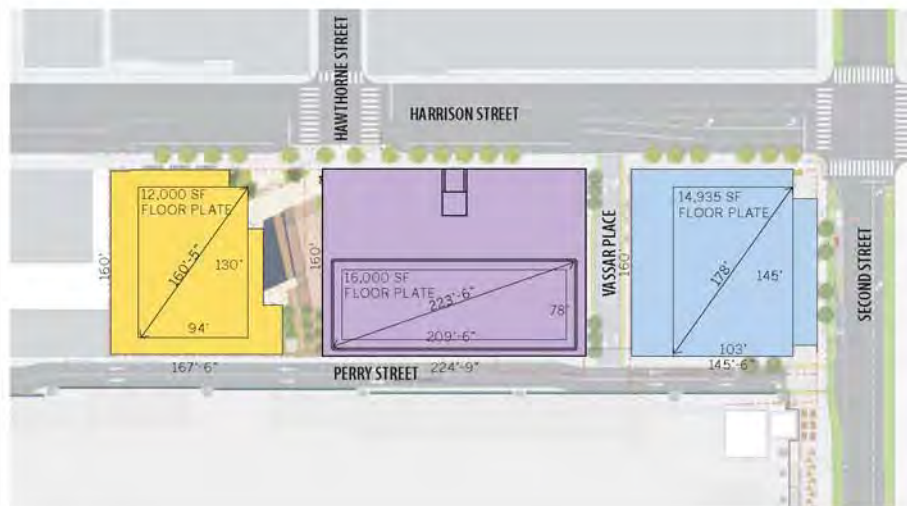 HAWTHORNE STREET
HARRISON STREET
12,000 SF
FLOOR PLATE
160'
160'-5"
130'
94'
167'-6"
160'
16,000 SF
FLOOR PLATE
223'-6"
78'
209'-6"
224'-9"
PERRY STREET
VASSAR PLACE
160'
14,935 SF
FLOOR PLATE
178'
145'
103'
145'-6"
SECOND STREET